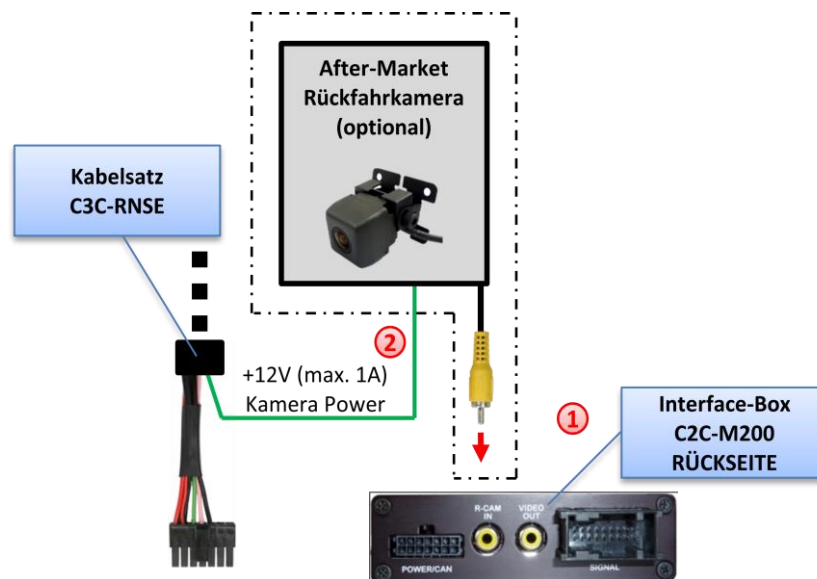 After-Market
Rückfahrkamera
(optional)
Kabelsatz
C3C-RNSE
2
+12V (max. 1A)
Kamera Power
1
Interface-Box
C2C-M200
RÜCKSEITE
R-CAM
IN
VIDEO
OUT
POWER/CAN
SIGNAL